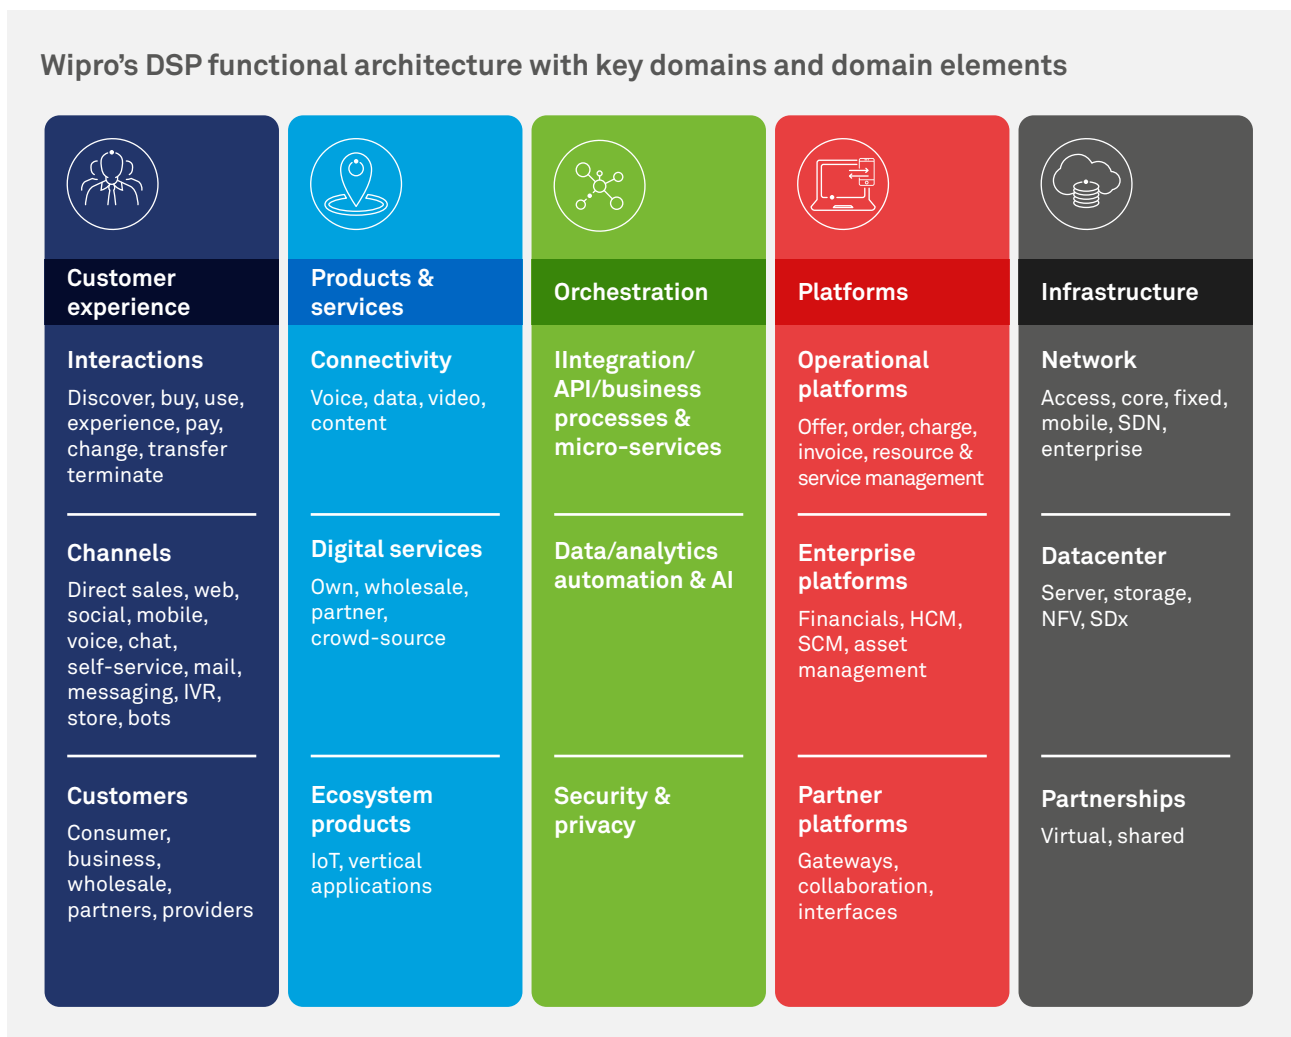 Wipro's DSP functional architecture with key domains and domain elements
Customer
experience
Interactions
Discover, buy, use,
experience, pay,
change, transfer
terminate
Channels
Direct sales, web,
social, mobile,
voice, chat,
self-service, mail,
messaging, IVR,
store, bots
Customers
Consumer,
business,
wholesale,
partners, providers
Products &
services
Connectivity
Voice, data, video,
content
Digital services
Own, wholesale,
partner,
crowd-source
Ecosystem
products
IoT, vertical
applications
Orchestration
IIntegration/
API/business
processes &
micro-services
Data/analytics
automation & AI
Security &
privacy
Platforms
Operational
platforms
Offer, order, charge,
invoice, resource &
service management
Enterprise
platforms
Financials, HCM,
SCM, asset
management
Partner
platforms
Gateways,
collaboration,
interfaces
Infrastructure
Network
Access, core, fixed,
mobile, SDN,
enterprise
Datacenter
Server, storage,
NFV, SDx
Partnerships
Virtual, shared